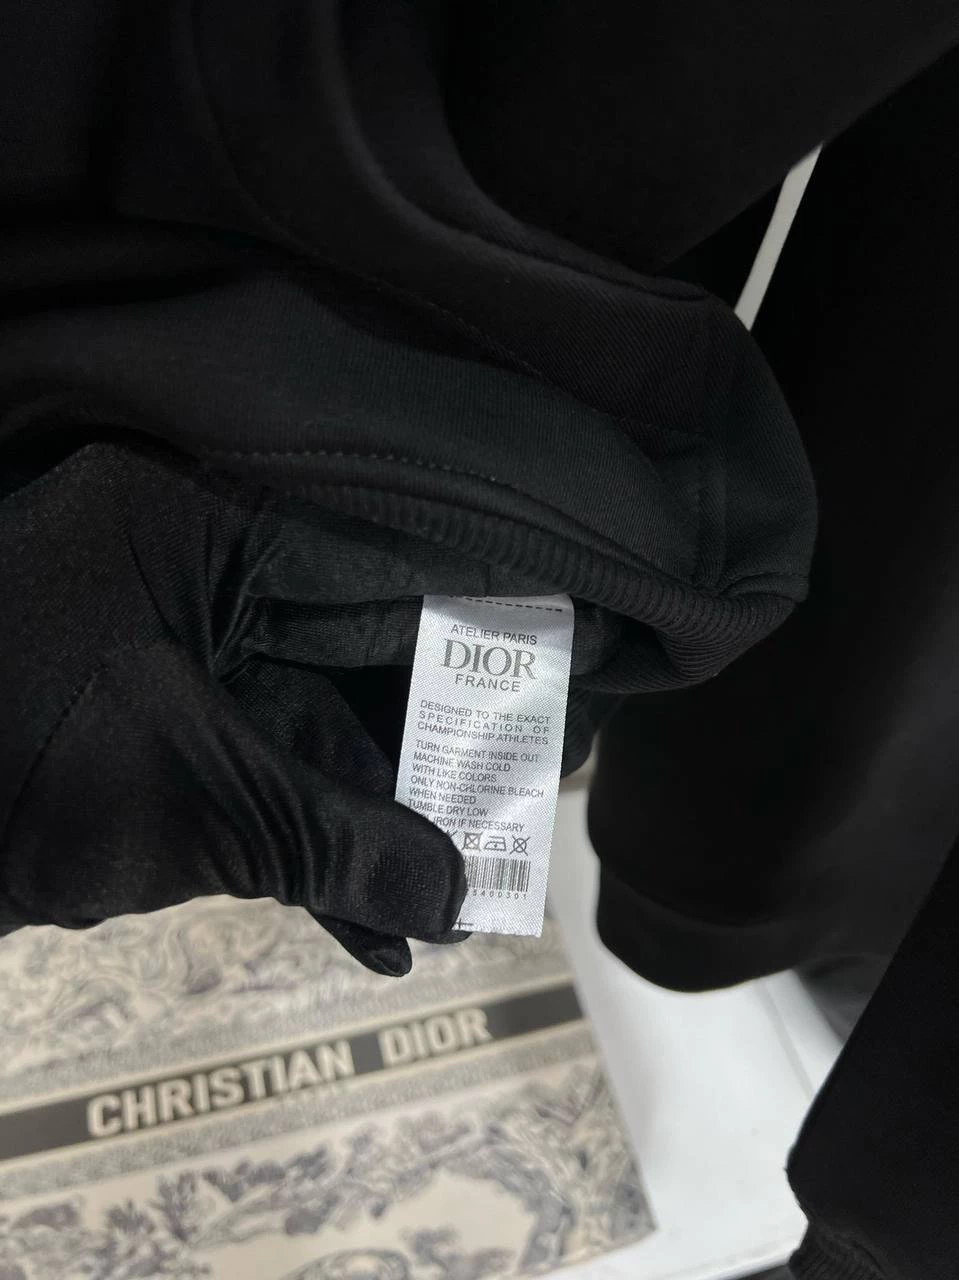 ATELIER PARIS
DIOR
FRANCE
DESIGNED TO THE EXACT
SPECIFICATION OF
CHAMPIONSHIP ATHLETES
TURN GARMENT INSIDE OUT
MACHINE WASH COLD
WITH LIKE COLORS
ONLY NON-CHLORINE BLEACH
WHEN NEEDED
TUMBLE DRY LOW
IRON IF NECESSARY
CHRISTIAN DIOR